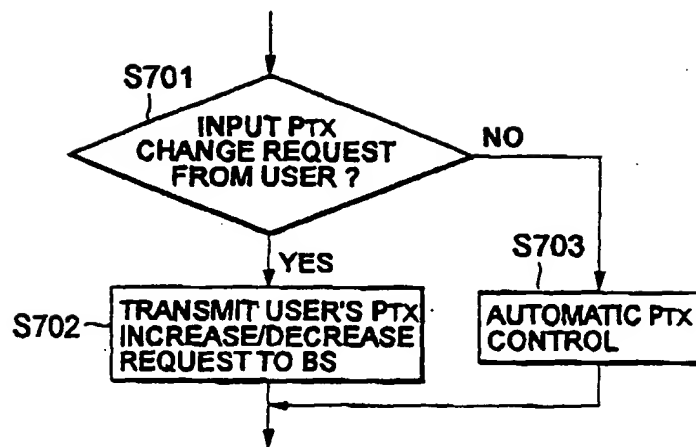 S701
INPUT PTX
CHANGE REQUEST
FROM USER ?
NO
YES
S703
S702
TRANSMIT USER'S PTX
INCREASE/DECREASE
REQUEST TO BS
AUTOMATIC PTX
CONTROL